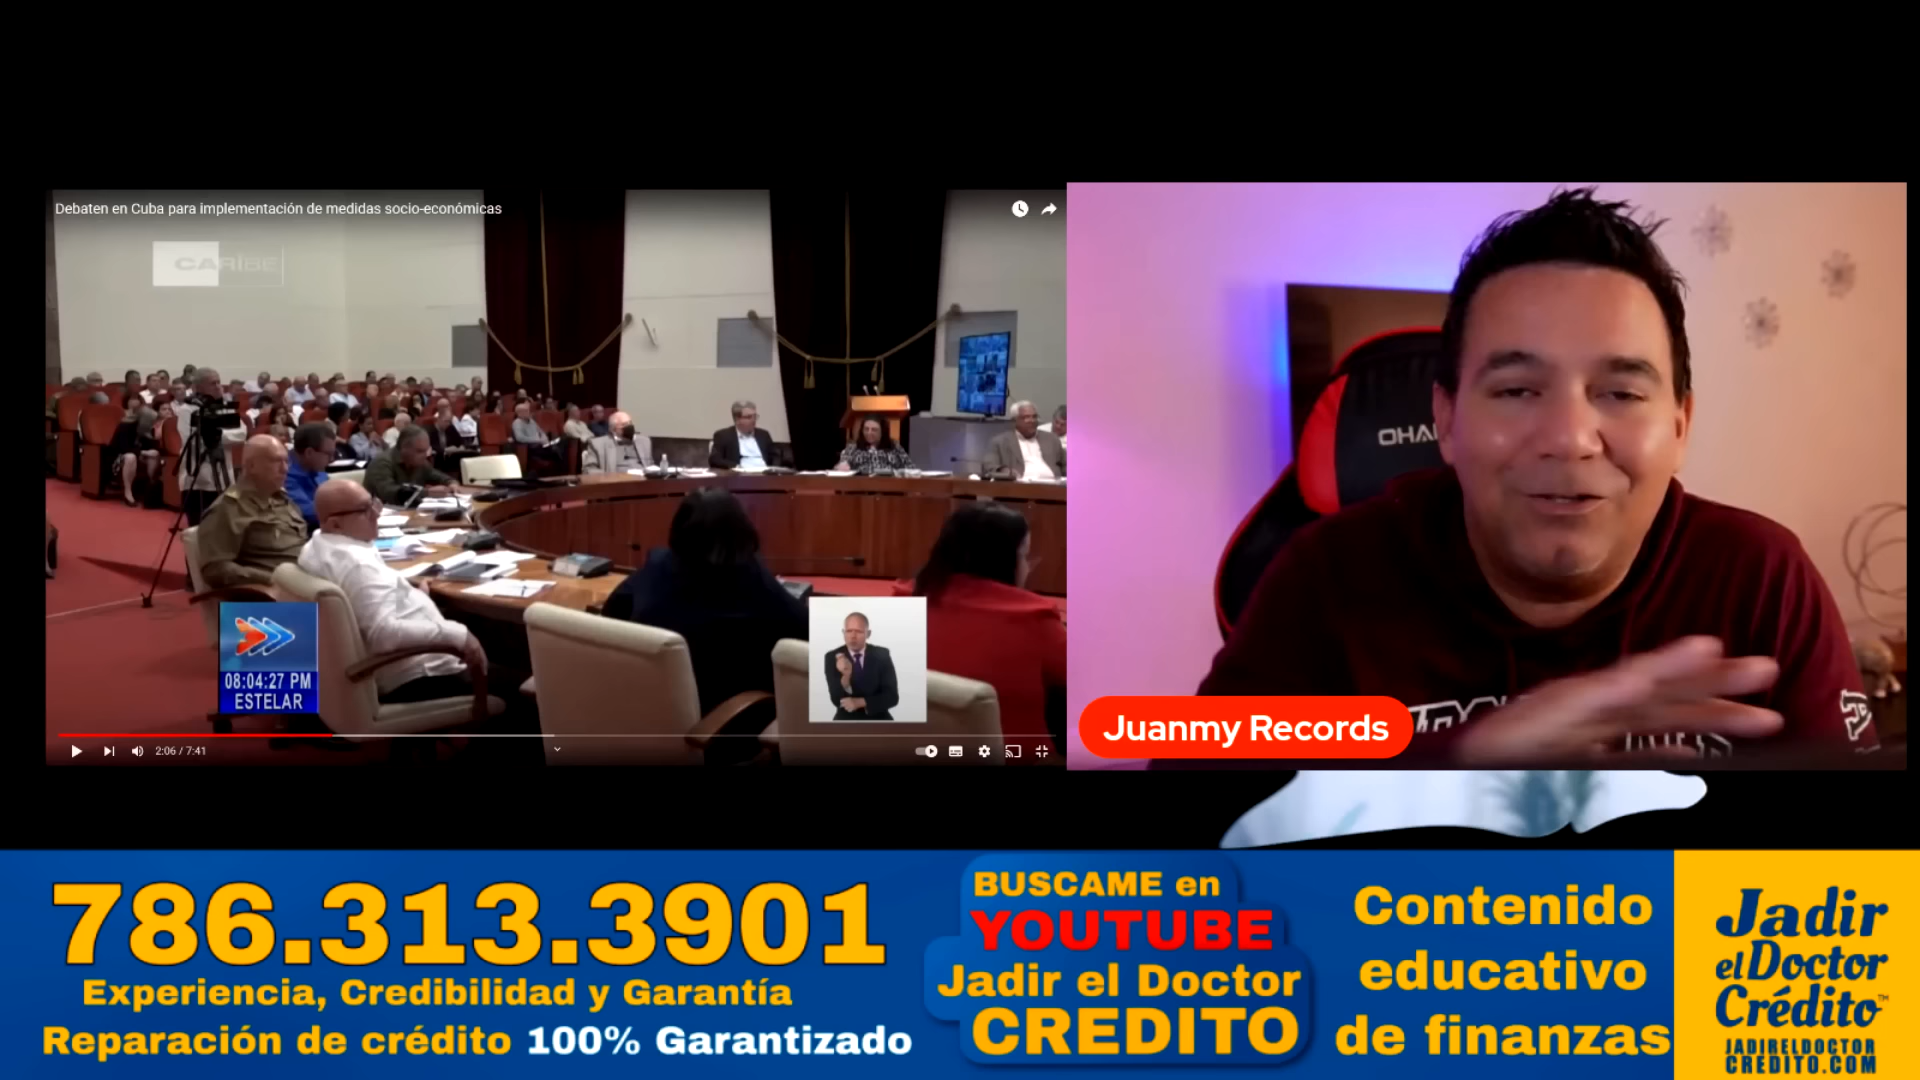 Debaten en Cuba para implementación de medidas socio-económicas
CARIBE
OHA
08:04:27 PM
ESTELAR
2:06 / 7:41
Juanmy Records
786.313.3901
Experiencia, Credibilidad y Garantía
Reparación de crédito 100% Garantizado
BUSCAME en
YOUTUBE
Jadir el Doctor
CREDITO
Contenido
educativo
de finanzas
Jadir
el Doctor
Crédito™
JADIRELDOCTOR
CREDITO.COM